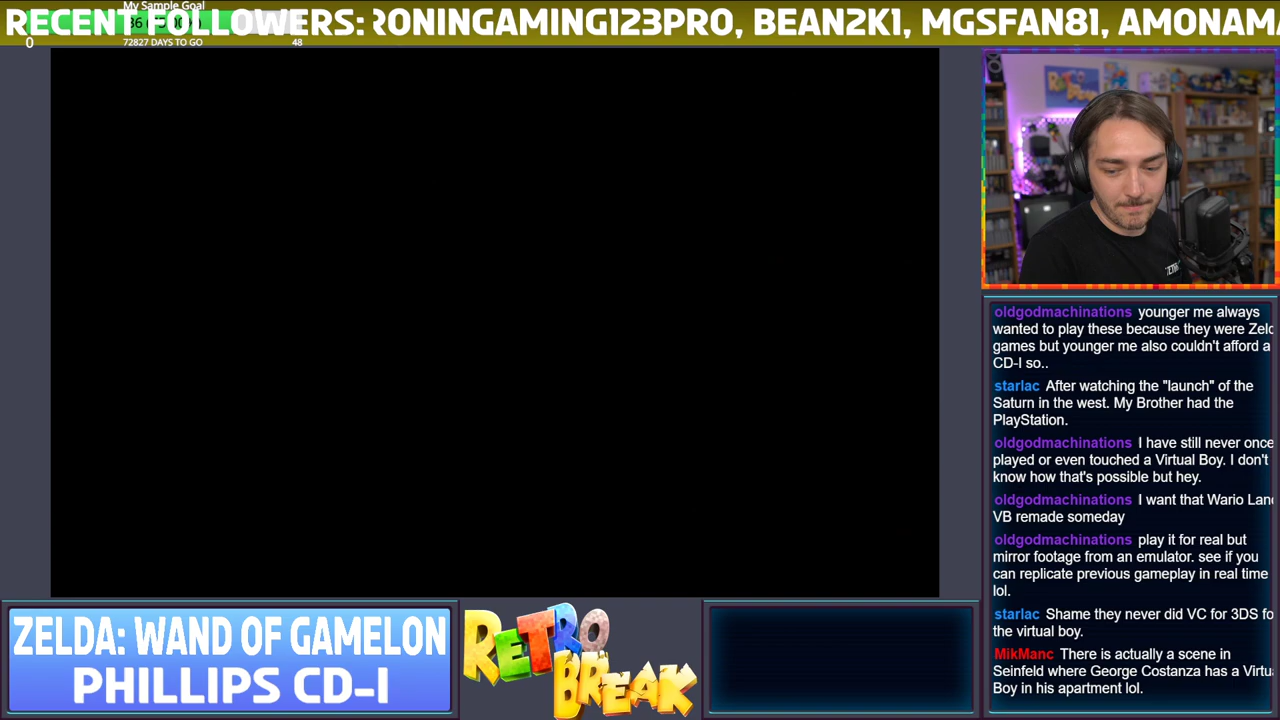 My Sample Goal
RECENT FOLLOWERS: RONINGAMING123PRO, BEAN2K1, MGSFAN81, AMONAMA
0
72827 DAYS TO GO
48
oldgodmachinations younger me always
wanted to play these because they were Zeld
games but younger me also couldn't afford a
CD-I so..
starlac After watching the "launch" of the
Saturn in the west. My Brother had the
PlayStation.
oldgodmachinations I have still never once
played or even touched a Virtual Boy. I don't
know how that's possible but hey.
oldgodmachinations I want that Wario Land
VB remade someday
oldgodmachinations play it for real but
mirror footage from an emulator. see if you
can replicate previous gameplay in real time
lol.
starlac Shame they never did VC for 3DS fo
the virtual boy.
MikManc There is actually a scene in
Seinfeld where George Costanza has a Virtua
Boy in his apartment lol.
ZELDA: WAND OF GAMELON
PHILLIPS CD-I
RETRO
BREAK